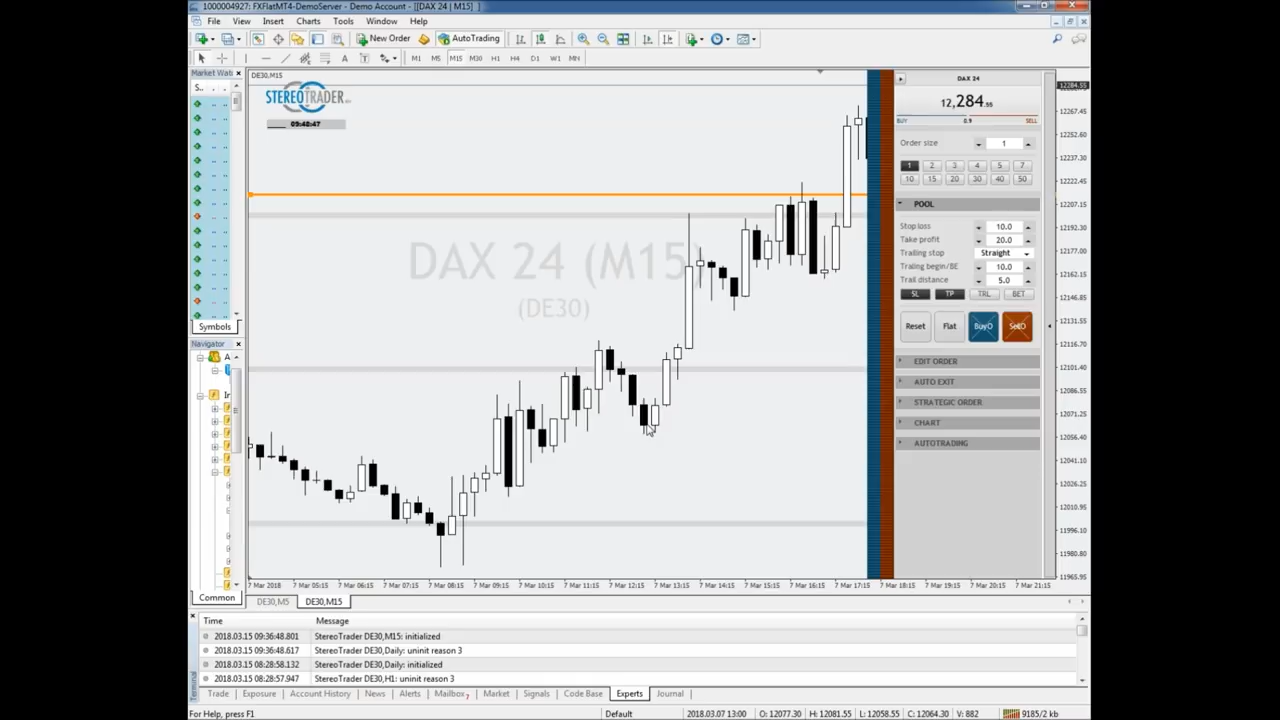 1000004927: FXFlatMT4-DemoServer - Demo Account - [[DAX 24 | M15] ]
File View Insert Charts Tools Window Help
New Order AutoTrading
M1 M5 M15 M30 H1 H4 D1 W1 MN
Market Wat
S..
Symbols
Navigator
A
Common
DE30,M15
STEREOTRADER
09:48:47
DAX 24 (M15)
(DE30)
DAX 24
12,284.55
BUY 0.9 SELL
Order size 1
1 2 3 4 5 7
10 15 20 30 40 50
POOL
Stop loss 10.0
Take profit 20.0
Trailing stop Straight
Trailing begin/BE 10.0
Trail distance 5.0
SL TP TRL BET
Reset Flat BuyO SellO
EDIT ORDER
AUTO EXIT
STRATEGIC ORDER
CHART
AUTOTRADING
12284.55
12267.45
12252.60
12237.30
12222.45
12207.15
12192.30
12177.00
12162.15
12146.85
12131.55
12116.70
12101.40
12086.55
12071.25
12056.40
12041.10
12026.25
12010.95
11996.10
11980.80
11965.95
7 Mar 2018 7 Mar 05:15 7 Mar 06:15 7 Mar 07:15 7 Mar 08:15 7 Mar 09:15 7 Mar 10:15 7 Mar 11:15 7 Mar 12:15 7 Mar 13:15 7 Mar 14:15 7 Mar 15:15 7 Mar 16:15 7 Mar 17:15 7 Mar 18:15 7 Mar 19:15 7 Mar 20:15 7 Mar 21:15
DE30,M5 DE30,M15
Time Message
2018.03.15 09:36:48.801 StereoTrader DE30,M15: initialized
2018.03.15 09:36:48.617 StereoTrader DE30,Daily: uninit reason 3
2018.03.15 08:28:58.132 StereoTrader DE30,Daily: initialized
2018.03.15 08:28:57.947 StereoTrader DE30,H1: uninit reason 3
Terminal
Trade Exposure Account History News Alerts Mailbox 7 Market Signals Code Base Experts Journal
For Help, press F1 Default 2018.03.07 13:00 O: 12077.30 H: 12081.55 L: 12058.55 C: 12064.30 V: 882 9185/2 kb